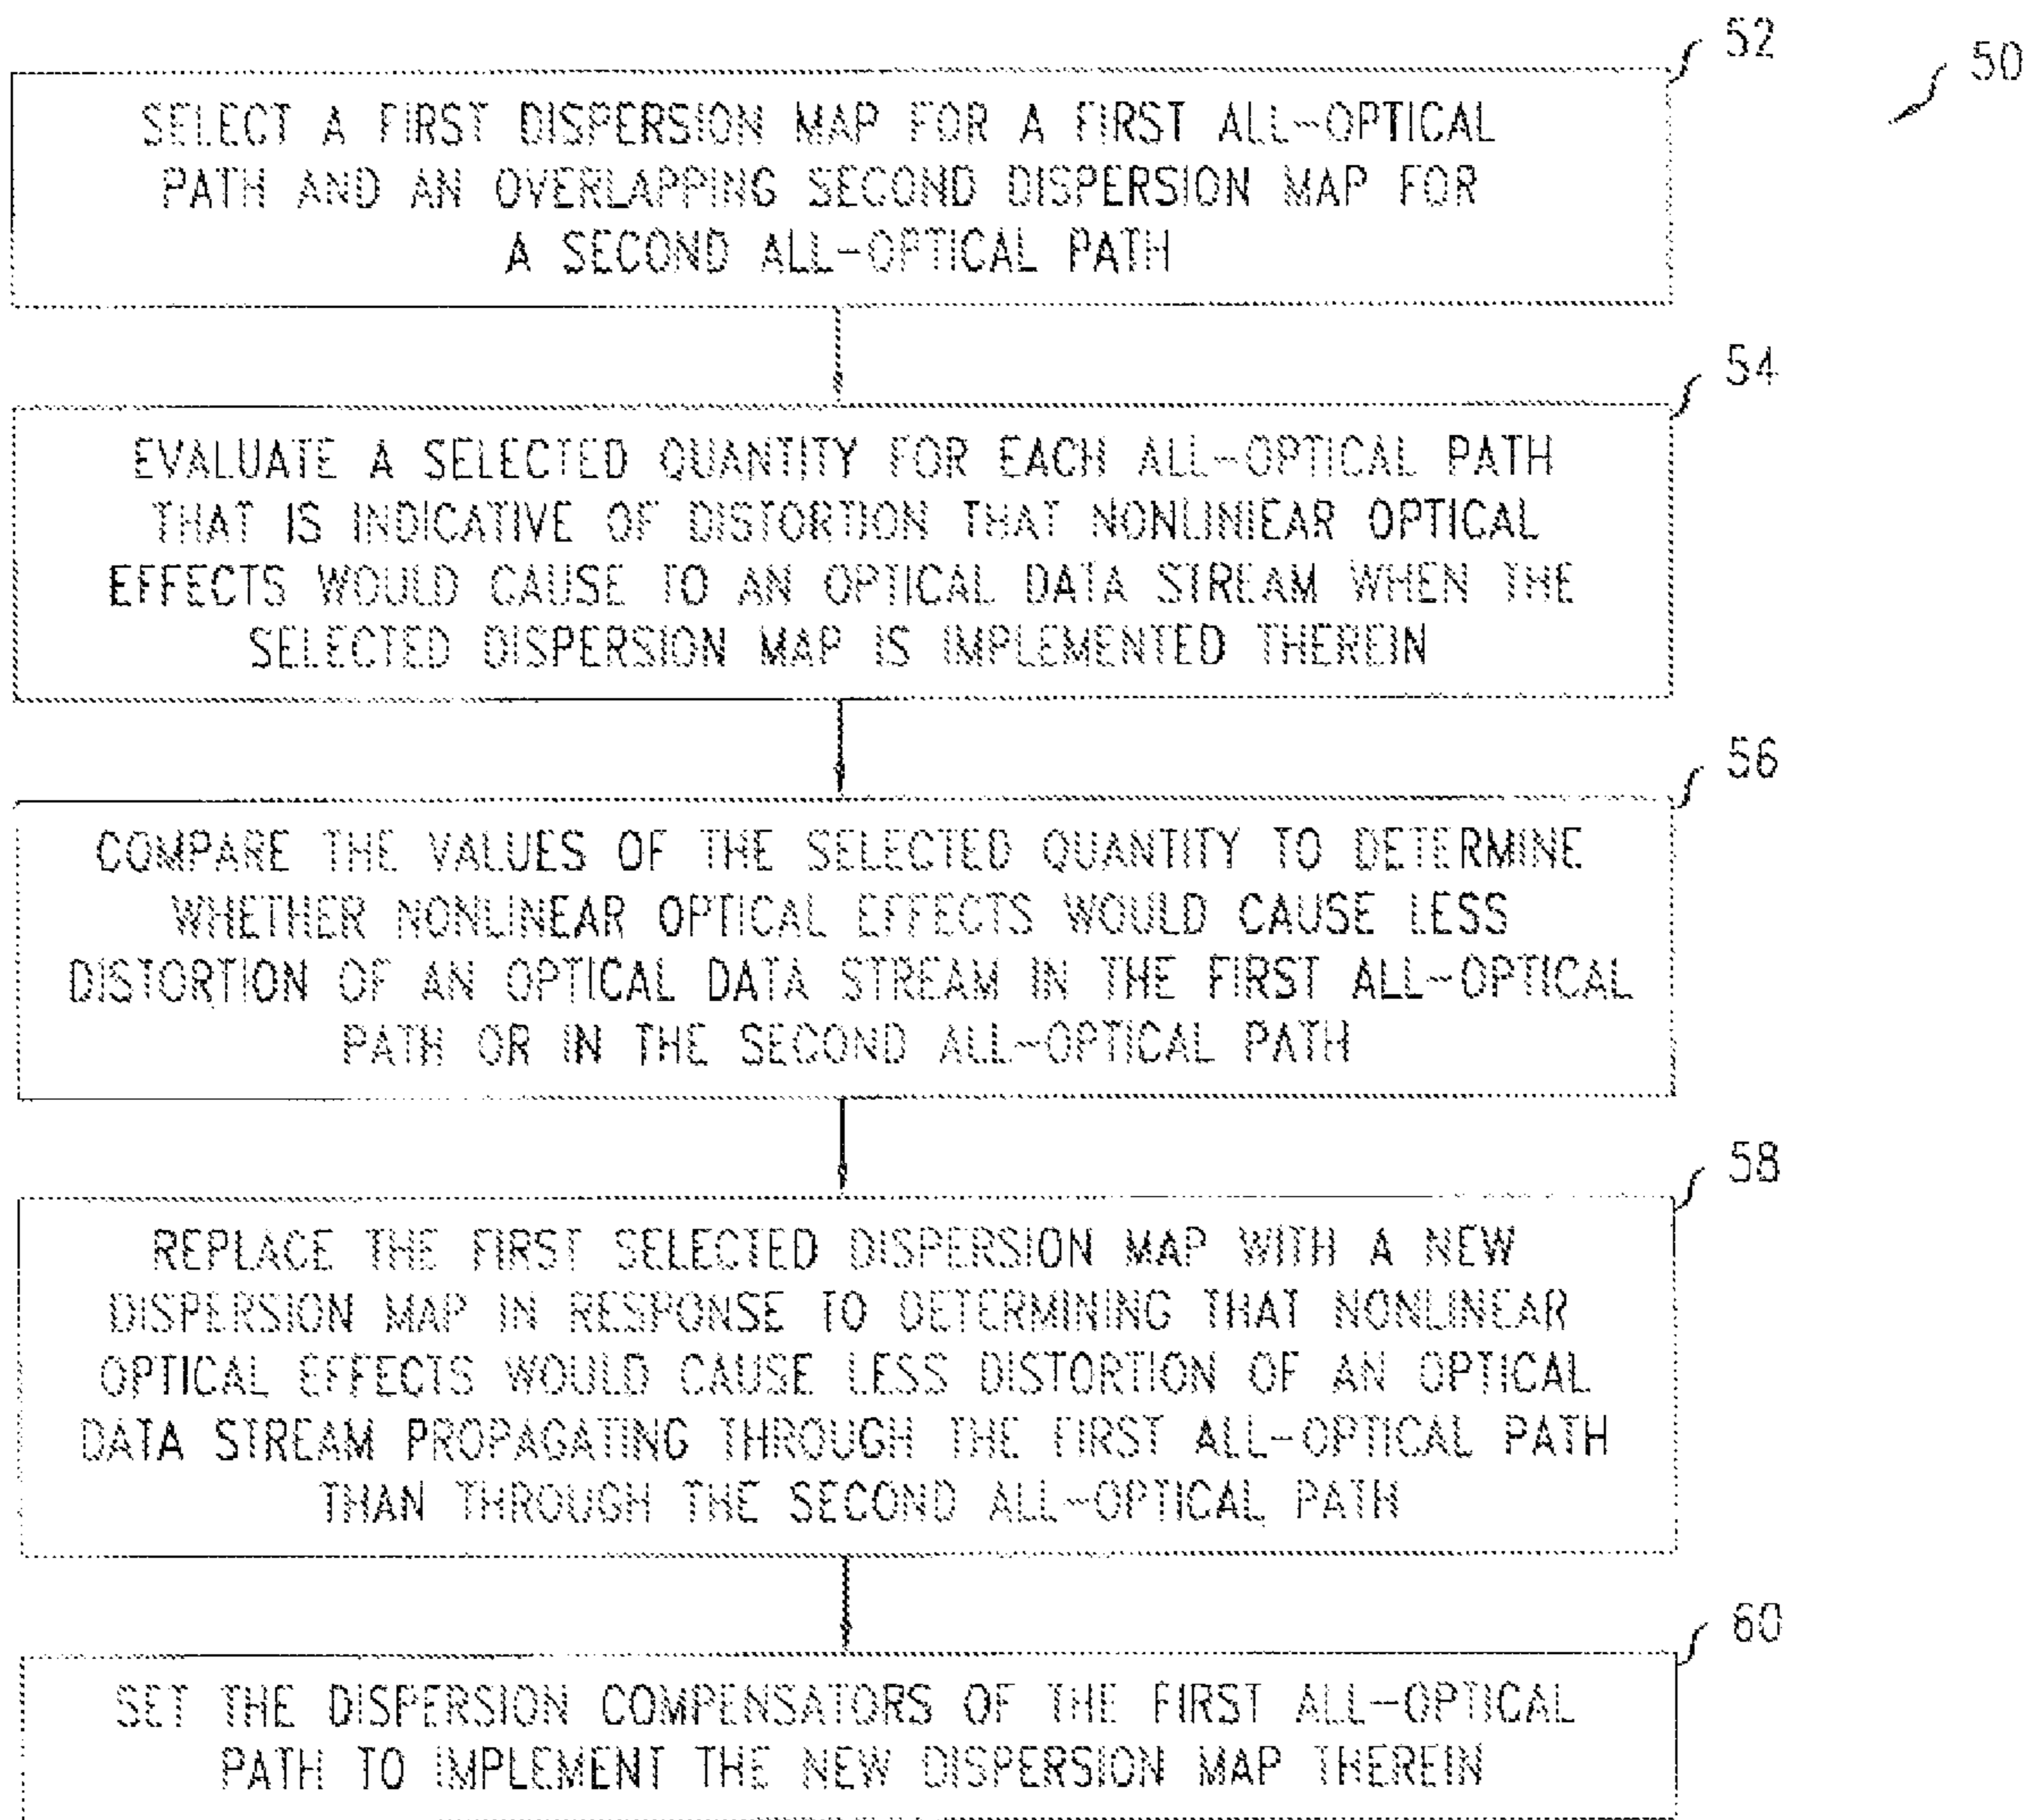 52
50
SELECT A FIRST DISPERSION MAP FOR A FIRST ALL-OPTICAL
PATH AND AN OVERLAPPING SECOND DISPERSION MAP FOR
A SECOND ALL-OPTICAL PATH
54
EVALUATE A SELECTED QUANTITY FOR EACH ALL-OPTICAL PATH
THAT IS INDICATIVE OF DISTORTION THAT NONLINIEAR OPTICAL
EFFECTS WOULD CAUSE TO AN OPTICAL DATA STREAM WHEN THE
SELECTED DISPERSION MAP IS IMPLEMENTED THEREIN
56
COMPARE THE VALUES OF THE SELECTED QUANTITY TO DETERMINE
WHETHER NONLINEAR OPTICAL EFFECTS WOULD CAUSE LESS
DISTORTION OF AN OPTICAL DATA STREAM IN THE FIRST ALL-OPTICAL
PATH OR IN THE SECOND ALL-OPTICAL PATH
58
REPLACE THE FIRST SELECTED DISPERSION MAP WITH A NEW
DISPERSION MAP IN RESPONSE TO DETERMINING THAT NONLINEAR
OPTICAL EFFECTS WOULD CAUSE LESS DISTORTION OF AN OPTICAL
DATA STREAM PROPAGATING THROUGH THE FIRST ALL-OPTICAL PATH
THAN THROUGH THE SECOND ALL-OPTICAL PATH
60
SET THE DISPERSION COMPENSATORS OF THE FIRST ALL-OPTICAL
PATH TO IMPLEMENT THE NEW DISPERSION MAP THEREIN